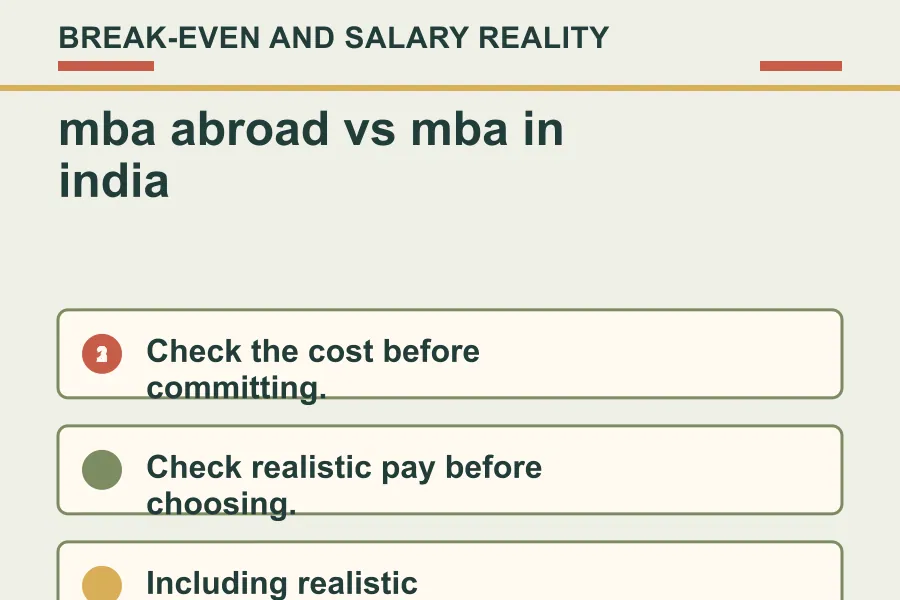 BREAK-EVEN AND SALARY REALITY
mba abroad vs mba in
india
Check the cost before
committing.
Check realistic pay before
choosing.
Including realistic